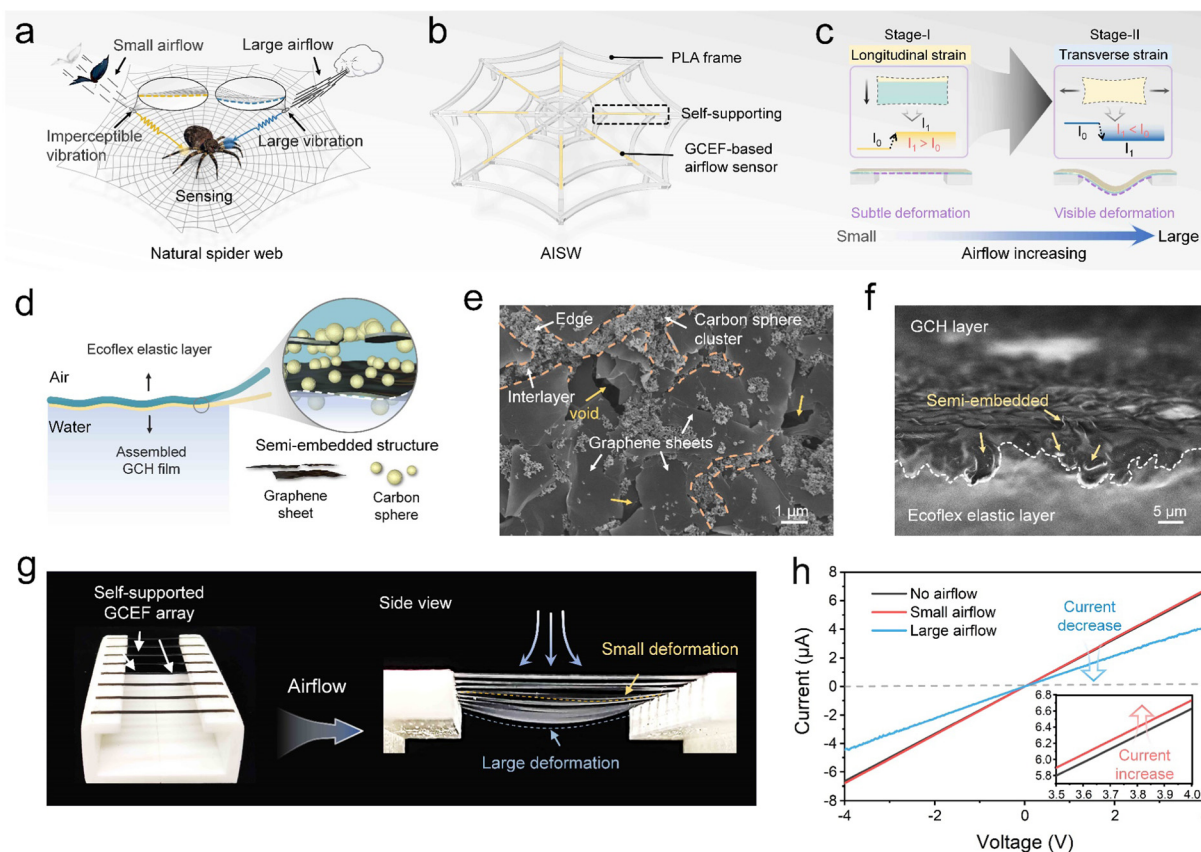 a
Small airflow
Large airflow
Imperceptible
vibration
Large vibration
Sensing
Natural spider web
b
PLA frame
Self-supporting
GCEF-based
airflow sensor
AISW
c
Stage-I
Stage-II
Longitudinal strain
Transverse strain
I₁
I₀
I₁ > I₀
I₀
I₁ < I₀
I₁
Subtle deformation
Visible deformation
Small
Large
Airflow increasing
d
Ecoflex elastic layer
Air
Water
Assembled
GCH film
Semi-embedded structure
Graphene
sheet
Carbon
sphere
e
Edge
Carbon sphere
cluster
Interlayer
void
Graphene sheets
1 µm
f
GCH layer
Semi-embedded
Ecoflex elastic layer
5 µm
g
Self-supported
GCEF array
Airflow
Side view
Small deformation
Large deformation
h
No airflow
Small airflow
Large airflow
Current
decrease
Current
increase
8
6
4
2
0
-2
-4
-6
-8
Current (µA)
-4
-2
0
2
Voltage (V)
6.8
6.6
6.4
6.2
6.0
5.8
3.5
3.6
3.7
3.8
3.9
4.0